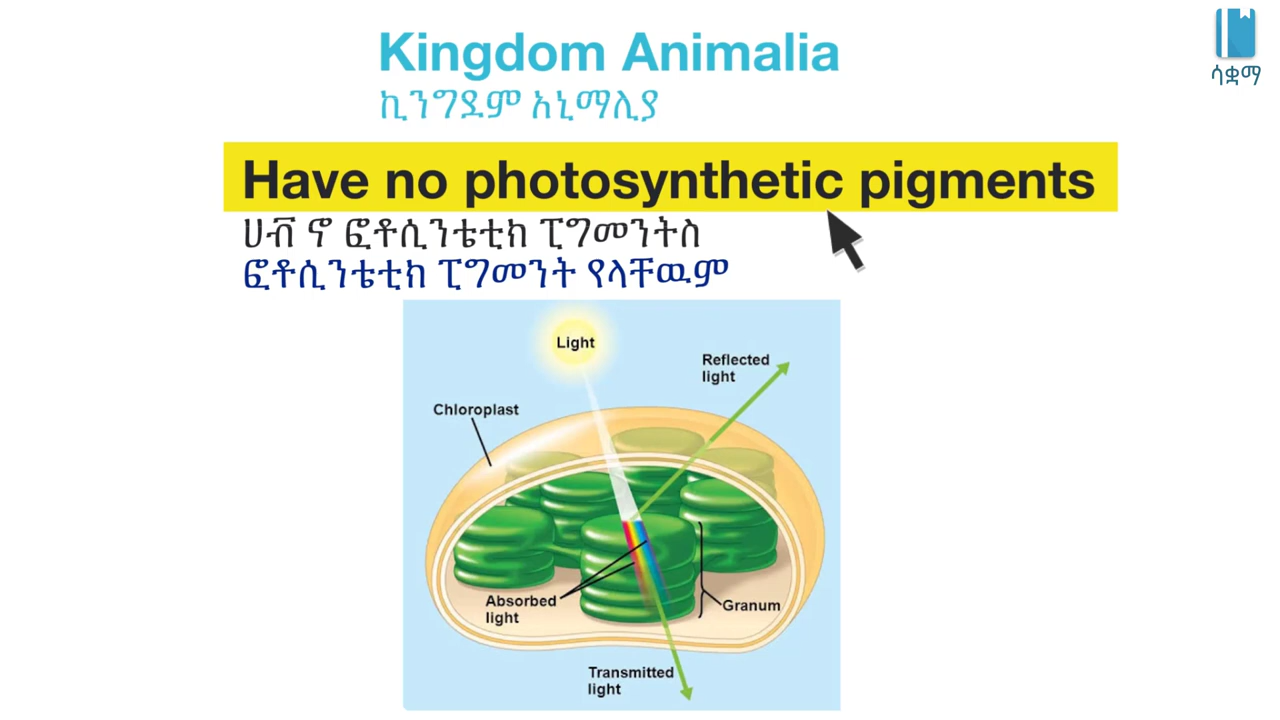 Kingdom Animalia
ኪንግደም አኒማሊያ
ሳቋማ
Have no photosynthetic pigments
ሀቭ ኖ ፎቶሲንቴቲክ ፒግመንትስ
ፎቶሲንቴቲክ ፒግመንት የላቸዉም
Light
Reflected
light
Chloroplast
Absorbed
light
Granum
Transmitted
light